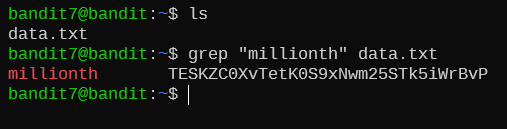 bandit7@bandit:~$ ls
data.txt
bandit7@bandit:~$ grep "millionth" data.txt
millionth TESKZC0XvTetK0S9xNwm25STk5iWrBvP
bandit7@bandit:~$